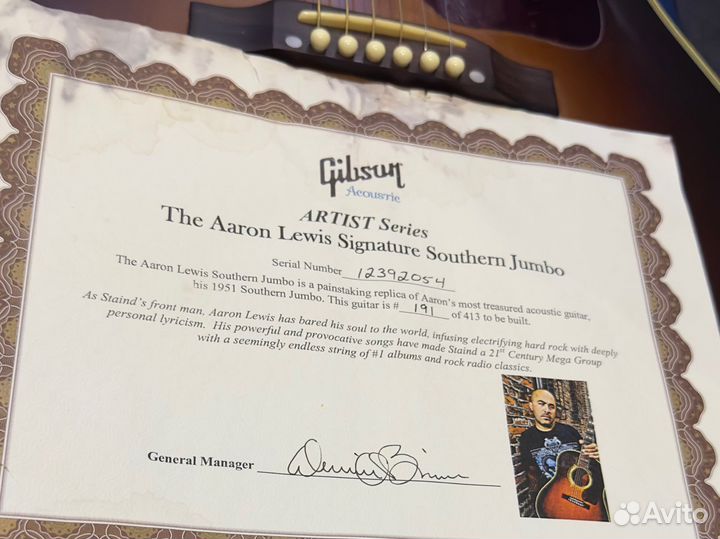 Gibson
Acoustic
ARTIST Series
The Aaron Lewis Signature Southern Jumbo
Serial Number 12392054
The Aaron Lewis Southern Jumbo is a painstaking replica of Aaron's most treasured acoustic guitar,
his 1951 Southern Jumbo. This guitar is # 191 of 413 to be built.
As Staind's front man, Aaron Lewis has bared his soul to the world, infusing electrifying hard rock with deeply
personal lyricism. His powerful and provocative songs have made Staind a 21st Century Mega Group
with a seemingly endless string of #1 albums and rock radio classics.
General Manager
Avito